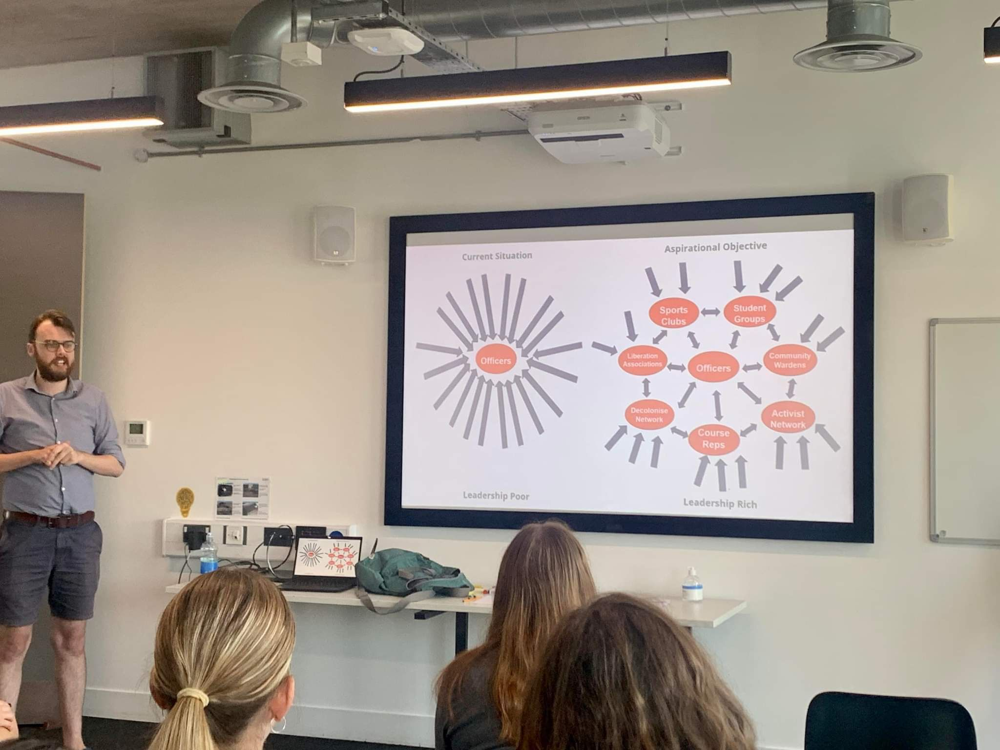 EPSON
Current Situation
Aspirational Objective
Sports
Clubs
Student
Groups
Liberation
Associations
Officers
Community
Wardens
Officers
Decolonise
Network
Activist
Network
Course
Reps
Leadership Poor
Leadership Rich